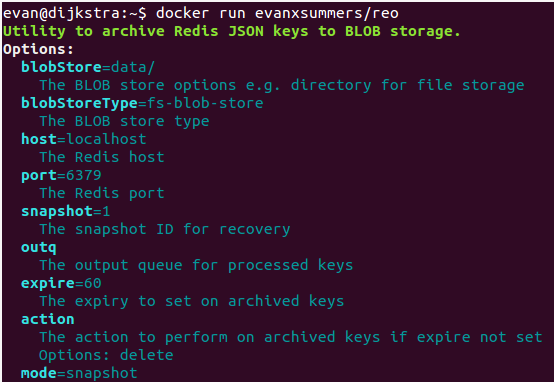 evan@dijkstra:~$ docker run evanxsummers/reo
Utility to archive Redis JSON keys to BLOB storage.
Options:
blobStore=data/
The BLOB store options e.g. directory for file storage
blobStoreType=fs-blob-store
The BLOB store type
host=localhost
The Redis host
port=6379
The Redis port
snapshot=1
The snapshot ID for recovery
outq
The output queue for processed keys
expire=60
The expiry to set on archived keys
action
The action to perform on archived keys if expire not set
Options: delete
mode=snapshot